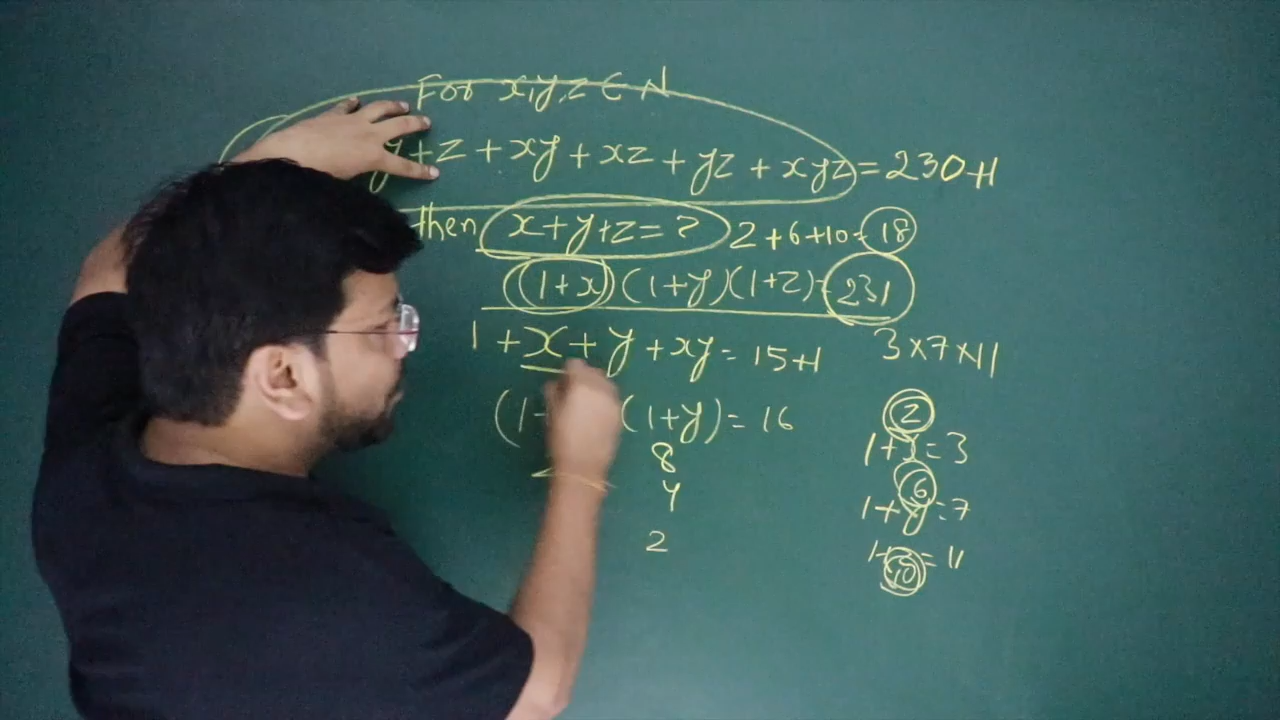 For x,y,z ∈ N
y+z+xy+xz+yz+xyz=230+1
then x+y+z=? 2+6+10=18
(1+x)(1+y)(1+z)=231
1+x+y+xy=15+1
3×7×11
(1+ (1+y)=16
8
4
2
2
1+x=3
6
1+y=7
10
1+ =11